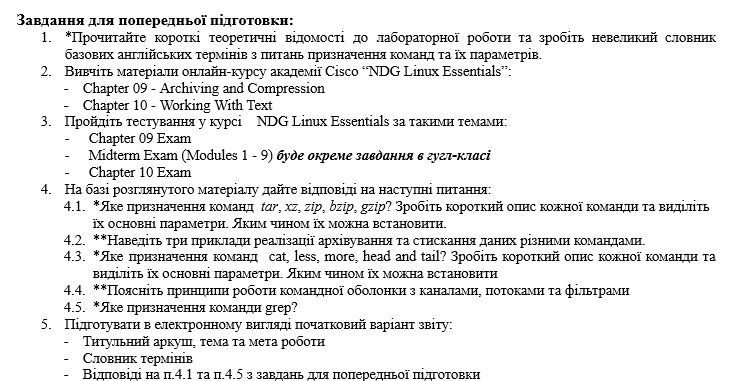 Завдання для попередньої підготовки:
1. *Прочитайте короткі теоретичні відомості до лабораторної роботи та зробіть невеликий словник
базових англійських термінів з питань призначення команд та їх параметрів.
2. Вивчіть матеріали онлайн-курсу академії Cisco “NDG Linux Essentials”:
- Chapter 09 - Archiving and Compression
- Chapter 10 - Working With Text
3. Пройдіть тестування у курсі NDG Linux Essentials за такими темами:
- Chapter 09 Exam
- Midterm Exam (Modules 1 - 9) буде окреме завдання в гугл-класі
- Chapter 10 Exam
4. На базі розглянутого матеріалу дайте відповіді на наступні питання:
4.1. *Яке призначення команд tar, xz, zip, bzip, gzip? Зробіть короткий опис кожної команди та виділіть
їх основні параметри. Яким чином їх можна встановити.
4.2. **Наведіть три приклади реалізації архівування та стискання даних різними командами.
4.3. *Яке призначення команд cat, less, more, head and tail? Зробіть короткий опис кожної команди та
виділіть їх основні параметри. Яким чином їх можна встановити
4.4. **Поясніть принципи роботи командної оболонки з каналами, потоками та фільтрами
4.5. *Яке призначення команди grep?
5. Підготувати в електронному вигляді початковий варіант звіту:
- Титульний аркуш, тема та мета роботи
- Словник термінів
- Відповіді на п.4.1 та п.4.5 з завдань для попередньої підготовки